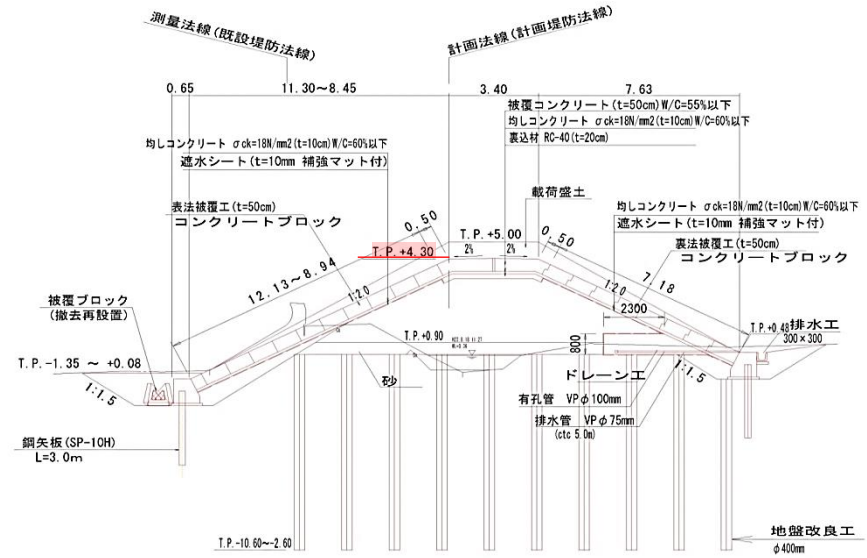 測量法線(既設堤防法線)
計画法線(計画堤防法線)
0.65
11.30～8.45
3.40
7.63
被覆コンクリート(t=50cm)W/C=55%以下
均しコンクリート σck=18N/mm2(t=10cm)W/C=60%以下
裏込材 RC-40(t=20cm)
均しコンクリート σck=18N/mm2(t=10cm)W/C=60%以下
遮水シート(t=10mm 補強マット付)
載荷盛土
均しコンクリート σck=18N/mm2(t=10cm)W/C=60%以下
遮水シート(t=10mm 補強マット付)
表法被覆工(t=50cm)
コンクリートブロック
0.50
T.P.+5.00
2%
2%
0.50
裏法被覆工(t=50cm)
コンクリートブロック
T.P.+4.30
12.13～8.94
1:2.0
1:2.0
7.18
2300
被覆ブロック
(撤去再設置)
T.P.+0.90
800
T.P.+0.48
排水工
300×300
T.P.-1.35 ～ +0.08
1:1.5
砂
ドレーン工
1:1.5
有孔管 VPφ100mm
排水管 VPφ75mm
(ctc 5.0m)
鋼矢板(SP-10H)
L=3.0m
T.P.-10.60~-2.60
地盤改良工
φ400mm